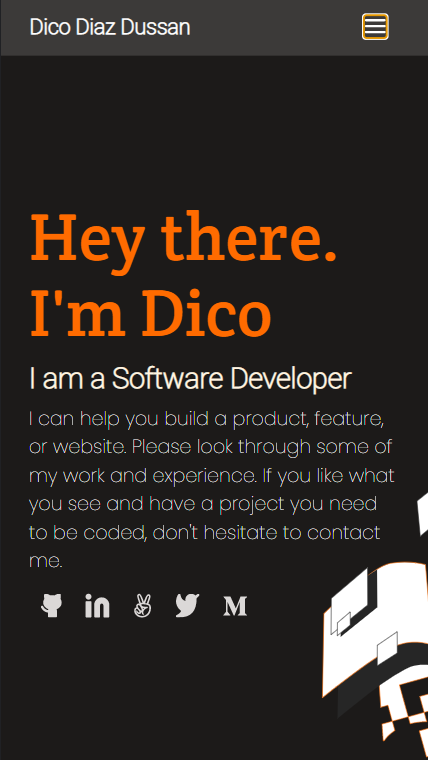 Dico Diaz Dussan
Hey there.
I'm Dico
I am a Software Developer
I can help you build a product, feature,
or website. Please look through some of
my work and experience. If you like what
you see and have a project you need
to be coded, don't hesitate to contact
me.